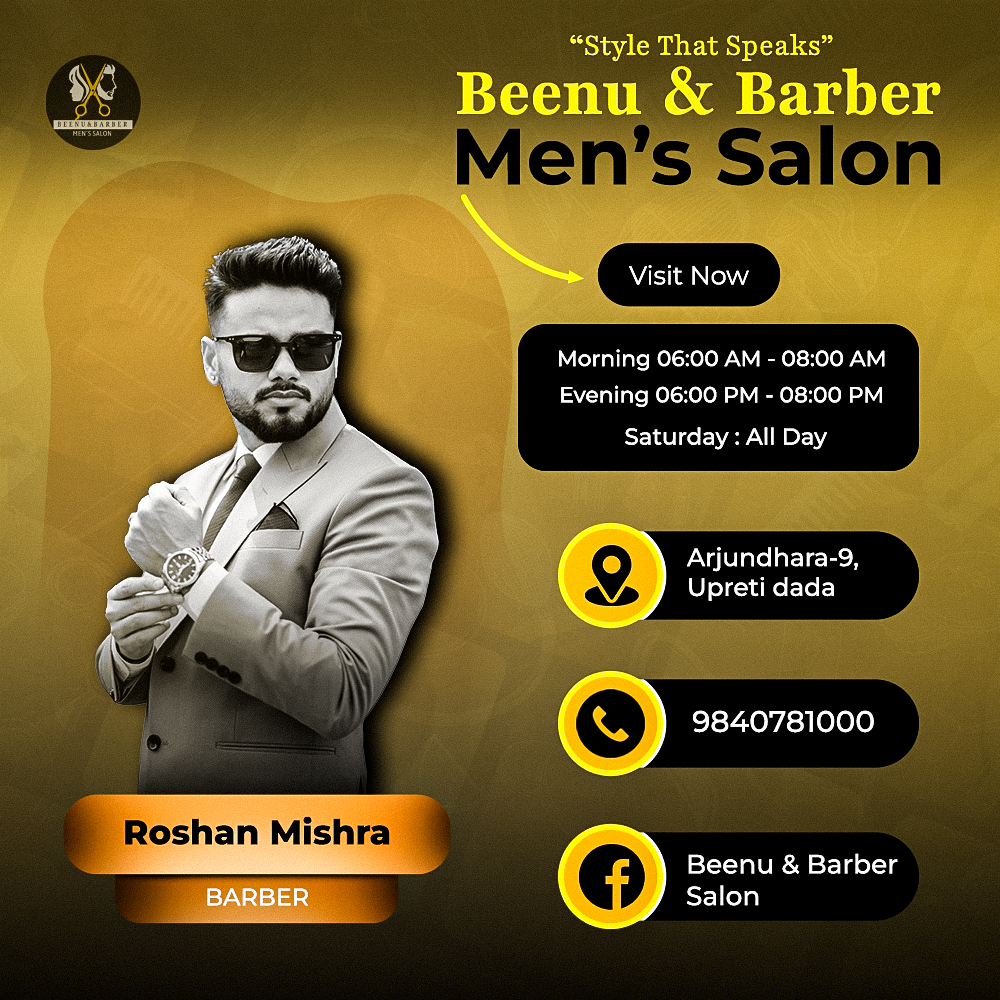 “Style That Speaks”
Beenu & Barber
Men’s Salon
BEENU&BARBER
MEN'S SALON
Visit Now
Morning 06:00 AM - 08:00 AM
Evening 06:00 PM - 08:00 PM
Saturday : All Day
Arjundhara-9,
Upreti dada
9840781000
Beenu & Barber
Salon
Roshan Mishra
BARBER